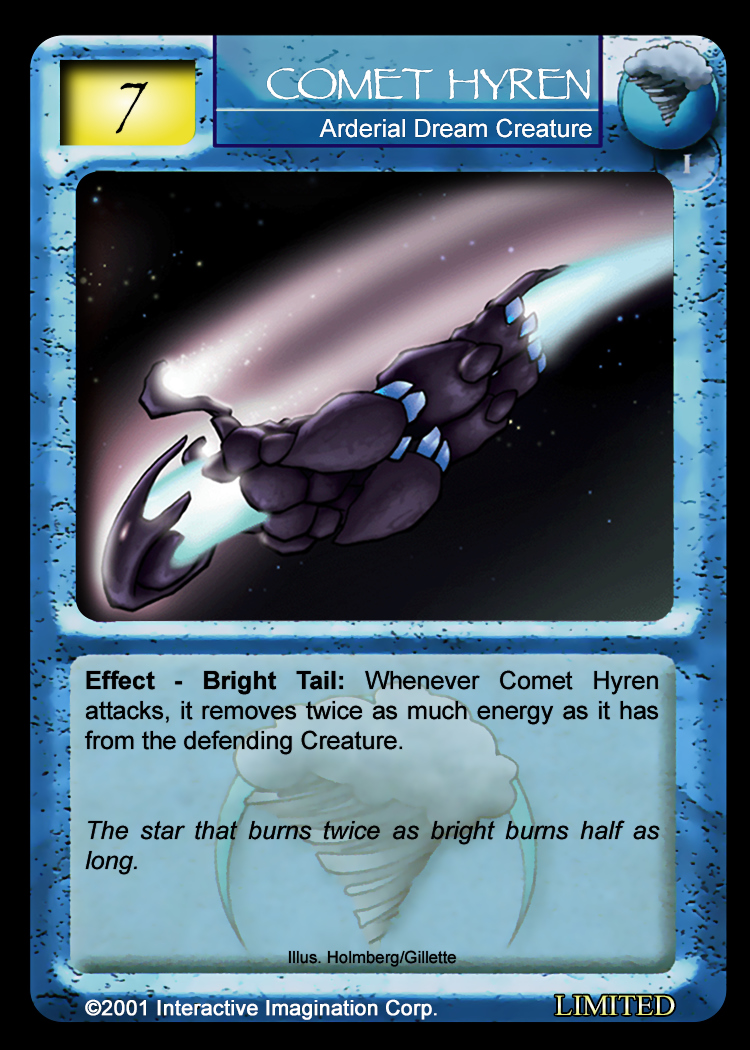 7
COMET HYREN
Arderial Dream Creature
I
Effect - Bright Tail: Whenever Comet Hyren
attacks, it removes twice as much energy as it has
from the defending Creature.
The star that burns twice as bright burns half as
long.
Illus. Holmberg/Gillette
©2001 Interactive Imagination Corp.
LIMITED